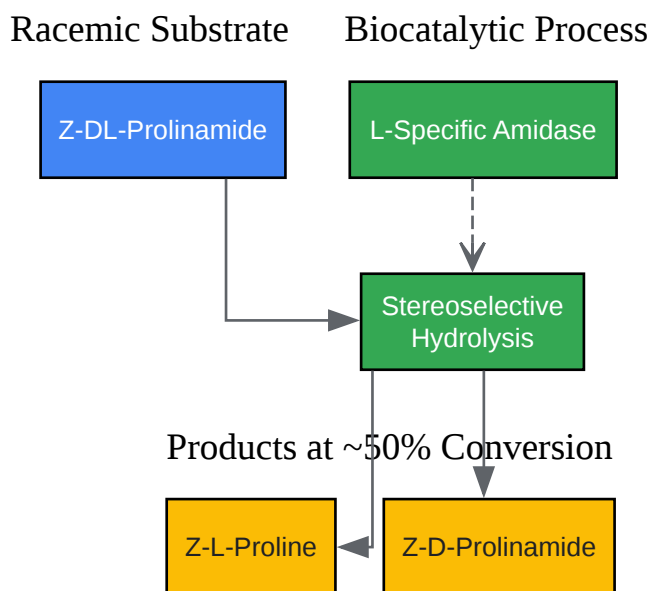 Racemic Substrate
Biocatalytic Process
Z-DL-Prolinamide
L-Specific Amidase
Stereoselective
Hydrolysis
Products at ~50% Conversion
Z-L-Proline
Z-D-Prolinamide